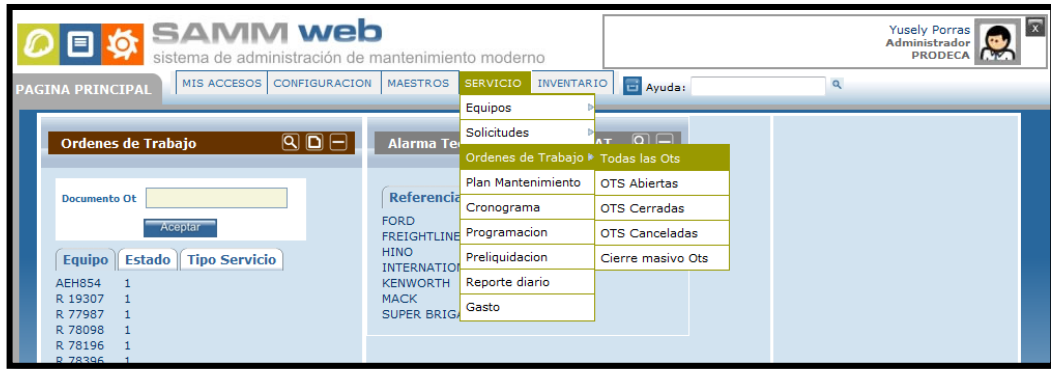 SAMM web
sistema de administración de mantenimiento moderno
Yusely Porras
Administrador
PRODECA
X
PAGINA PRINCIPAL
MIS ACCESOS CONFIGURACION MAESTROS SERVICIO INVENTARIO Ayuda:
Equipos
Solicitudes
Ordenes de Trabajo
Plan Mantenimiento
Cronograma
Programacion
Preliquidacion
Reporte diario
Gasto
Todas las Ots
OTS Abiertas
OTS Cerradas
OTS Canceladas
Cierre masivo Ots
Ordenes de Trabajo
Documento Ot
Aceptar
Equipo Estado Tipo Servicio
AEH854 1
R 19307 1
R 77987 1
R 78098 1
R 78196 1
R 78396 1
Alarma Te
Referencia
FORD
FREIGHTLINE
HINO
INTERNATIO
KENWORTH
MACK
SUPER BRIGA